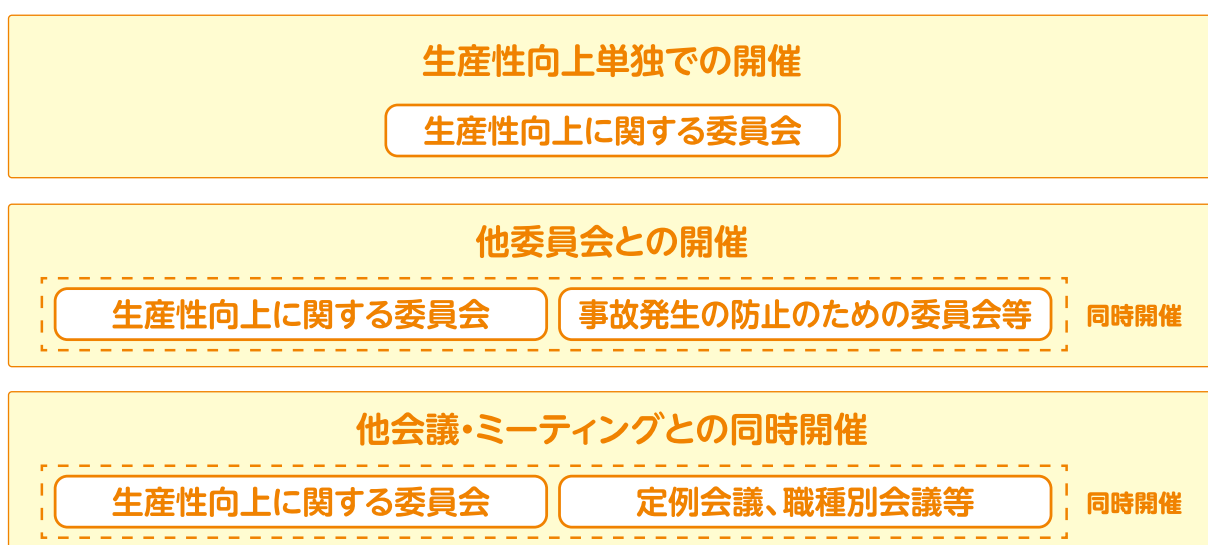 生産性向上単独での開催
生産性向上に関する委員会
他委員会との開催
生産性向上に関する委員会
事故発生の防止のための委員会等
同時開催
他会議・ミーティングとの同時開催
生産性向上に関する委員会
定例会議、職種別会議等
同時開催